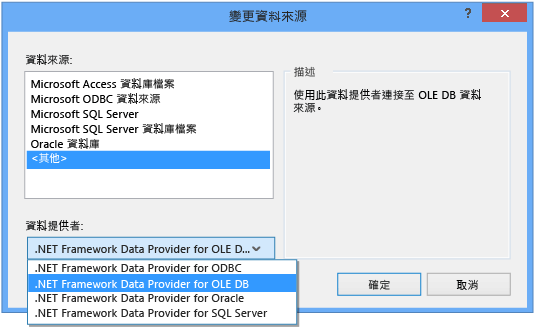 變更資料來源
?
資料來源:
Microsoft Access 資料庫檔案
Microsoft ODBC 資料來源
Microsoft SQL Server
Microsoft SQL Server 資料庫檔案
Oracle 資料庫
<其他>
描述
使用此資料提供者連接至 OLE DB 資料
來源。
資料提供者:
.NET Framework Data Provider for OLE D...
.NET Framework Data Provider for ODBC
.NET Framework Data Provider for OLE DB
.NET Framework Data Provider for Oracle
.NET Framework Data Provider for SQL Server
確定
取消